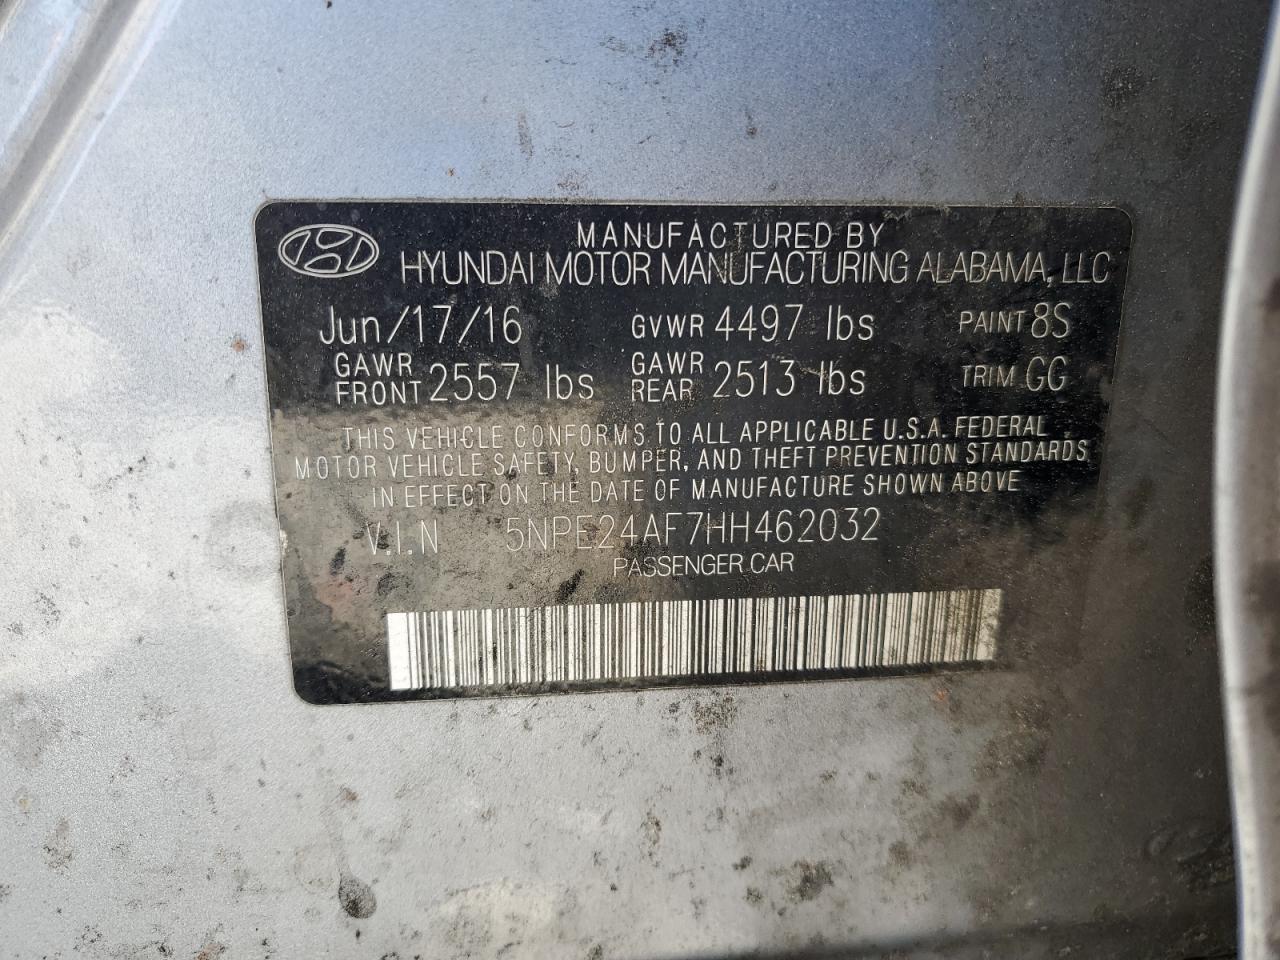 MANUFACTURED BY
HYUNDAI MOTOR MANUFACTURING ALABAMA, LLC
Jun/17/16 GVWR 4497 lbs PAINT 8S
GAWR FRONT 2557 lbs GAWR REAR 2513 lbs TRIM GG
THIS VEHICLE CONFORMS TO ALL APPLICABLE U.S.A. FEDERAL
MOTOR VEHICLE SAFETY, BUMPER, AND THEFT PREVENTION STANDARDS
IN EFFECT ON THE DATE OF MANUFACTURE SHOWN ABOVE
V.I.N 5NPE24AF7HH462032
PASSENGER CAR